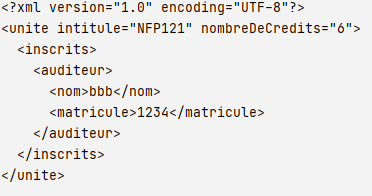 <?xml version="1.0" encoding="UTF-8"?>
<unite intitule="NFP121" nombreDeCredits="6">
  <inscrits>
    <auditeur>
      <nom>bbb</nom>
      <matricule>1234</matricule>
    </auditeur>
  </inscrits>
</unite>